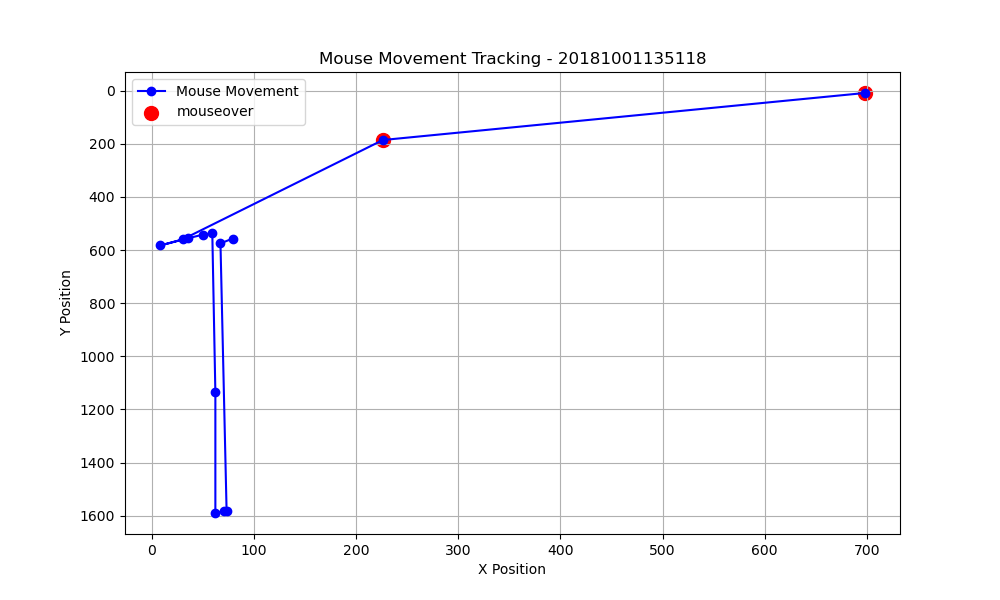 Mouse Movement Tracking - 20181001135118
Mouse Movement
mouseover
0
200
400
600
800
1000
1200
1400
1600
Y Position
0 100 200 300 400 500 600 700
X Position